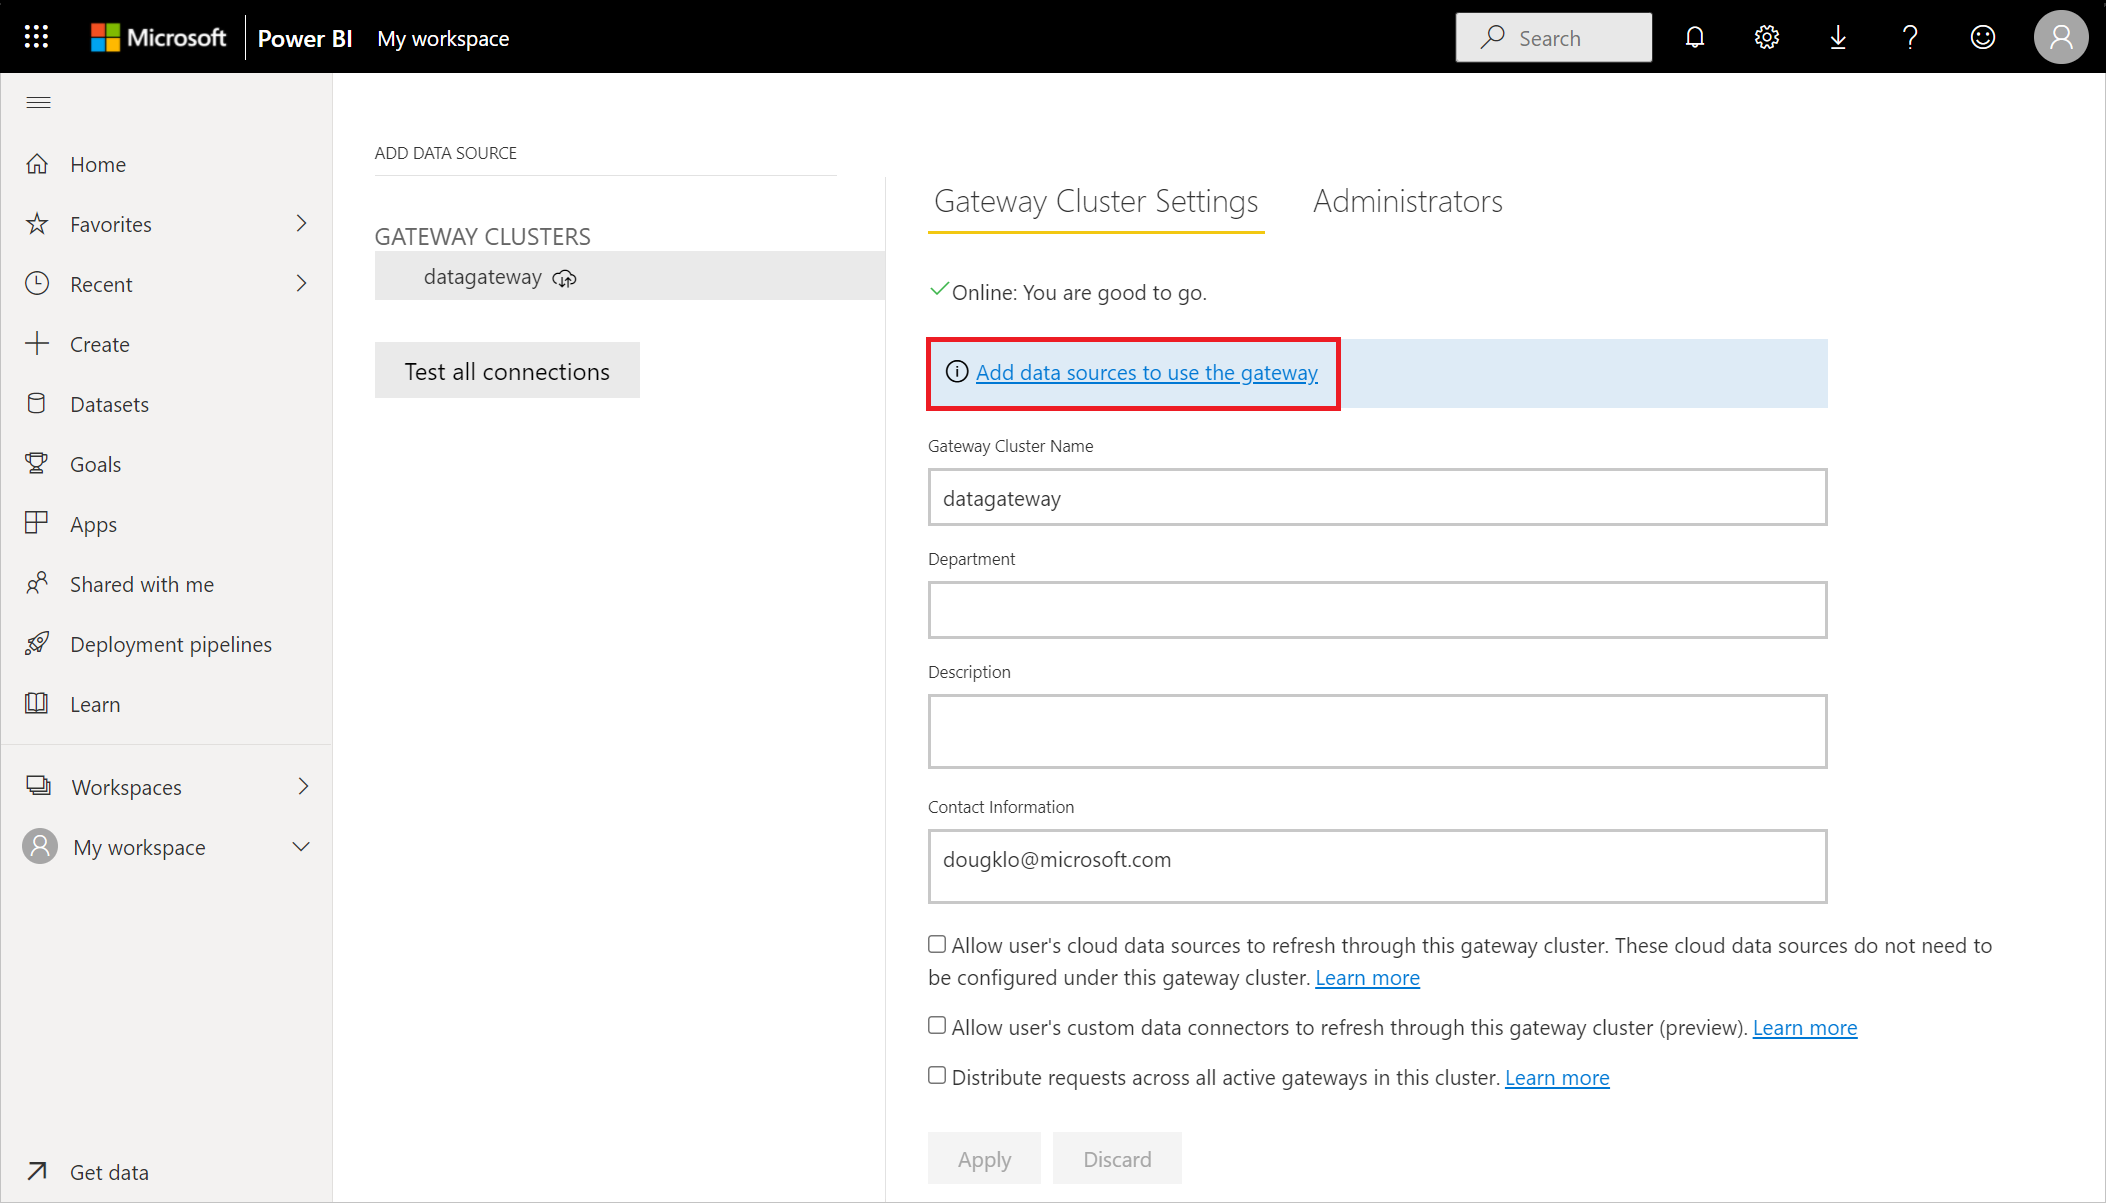 Microsoft Power BI My workspace Search
Home
Favorites
Recent
Create
Datasets
Goals
Apps
Shared with me
Deployment pipelines
Learn
Workspaces
My workspace
Get data
ADD DATA SOURCE
GATEWAY CLUSTERS
datagateway
Test all connections
Gateway Cluster Settings Administrators
Online: You are good to go.
Add data sources to use the gateway
Gateway Cluster Name
datagateway
Department
Description
Contact Information
dougklo@microsoft.com
Allow user's cloud data sources to refresh through this gateway cluster. These cloud data sources do not need to
be configured under this gateway cluster. Learn more
Allow user's custom data connectors to refresh through this gateway cluster (preview). Learn more
Distribute requests across all active gateways in this cluster. Learn more
Apply Discard